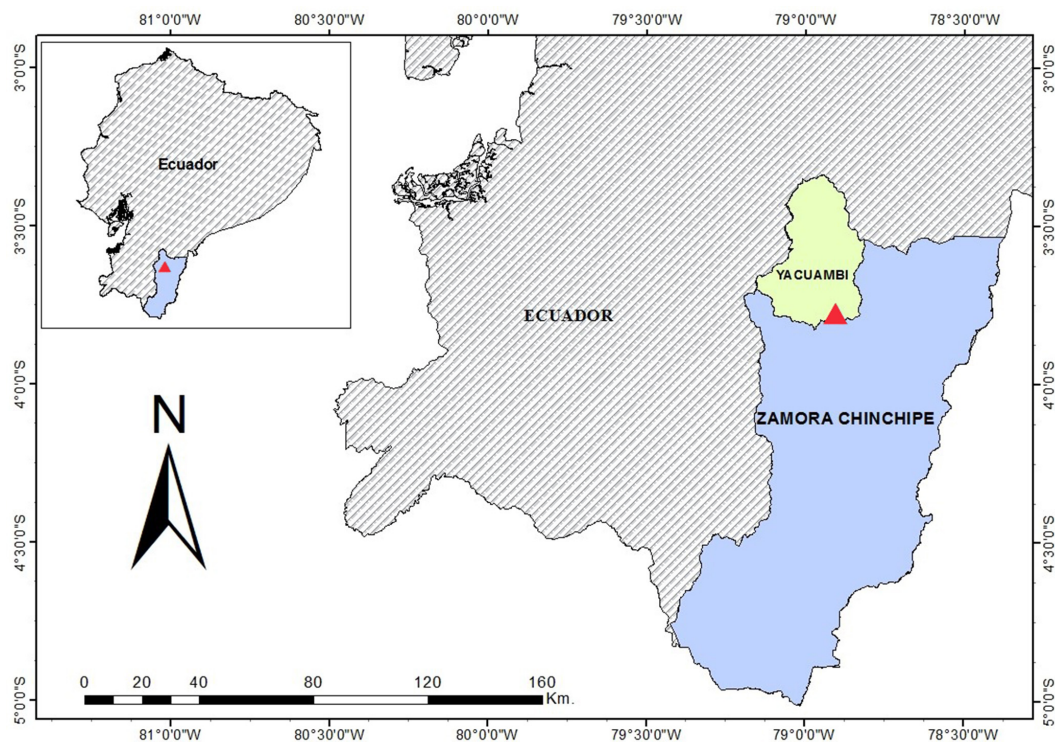 81°0'0"W 80°30'0"W 80°0'0"W 79°30'0"W 79°0'0"W 78°30'0"W
3°0'0"S
3°30'0"S
4°0'0"S
4°30'0"S
5°0'0"S
Ecuador
YACUAMBI
ECUADOR
ZAMORA CHINCHIPE
N
0 20 40 80 120 160
Km.
3°0'0"S
3°30'0"S
4°0'0"S
4°30'0"S
5°0'0"S
81°0'0"W 80°30'0"W 80°0'0"W 79°30'0"W 79°0'0"W 78°30'0"W